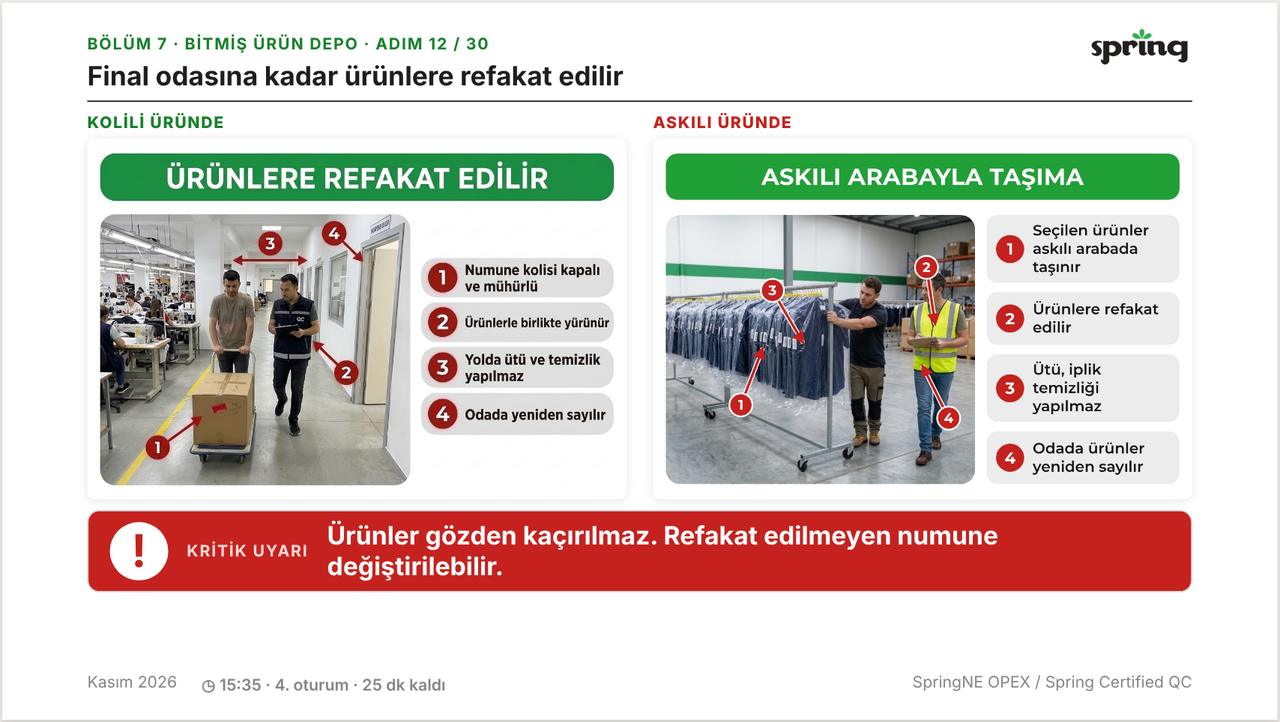 BÖLÜM 7 · BİTMİŞ ÜRÜN DEPO · ADIM 12 / 30
spring
Final odasına kadar ürünlere refakat edilir
KOLİLİ ÜRÜNDE
ÜRÜNLERE REFAKAT EDİLİR
3
4
QC
2
1
1 Numune kolisi kapalı
ve mühürlü
2 Ürünlerle birlikte yürünür
3 Yolda ütü ve temizlik
yapılmaz
4 Odada yeniden sayılır
ASKILI ÜRÜNDE
ASKILI ARABAYLA TAŞIMA
2
3
1
4
1 Seçilen ürünler
askılı arabada
taşınır
2 Ürünlere refakat
edilir
3 Ütü, iplik
temizliği
yapılmaz
4 Odada ürünler
yeniden sayılır
! KRİTİK UYARI
Ürünler gözden kaçırılmaz. Refakat edilmeyen numune
değiştirilebilir.
Kasım 2026
15:35 · 4. oturum · 25 dk kaldı
SpringNE OPEX / Spring Certified QC